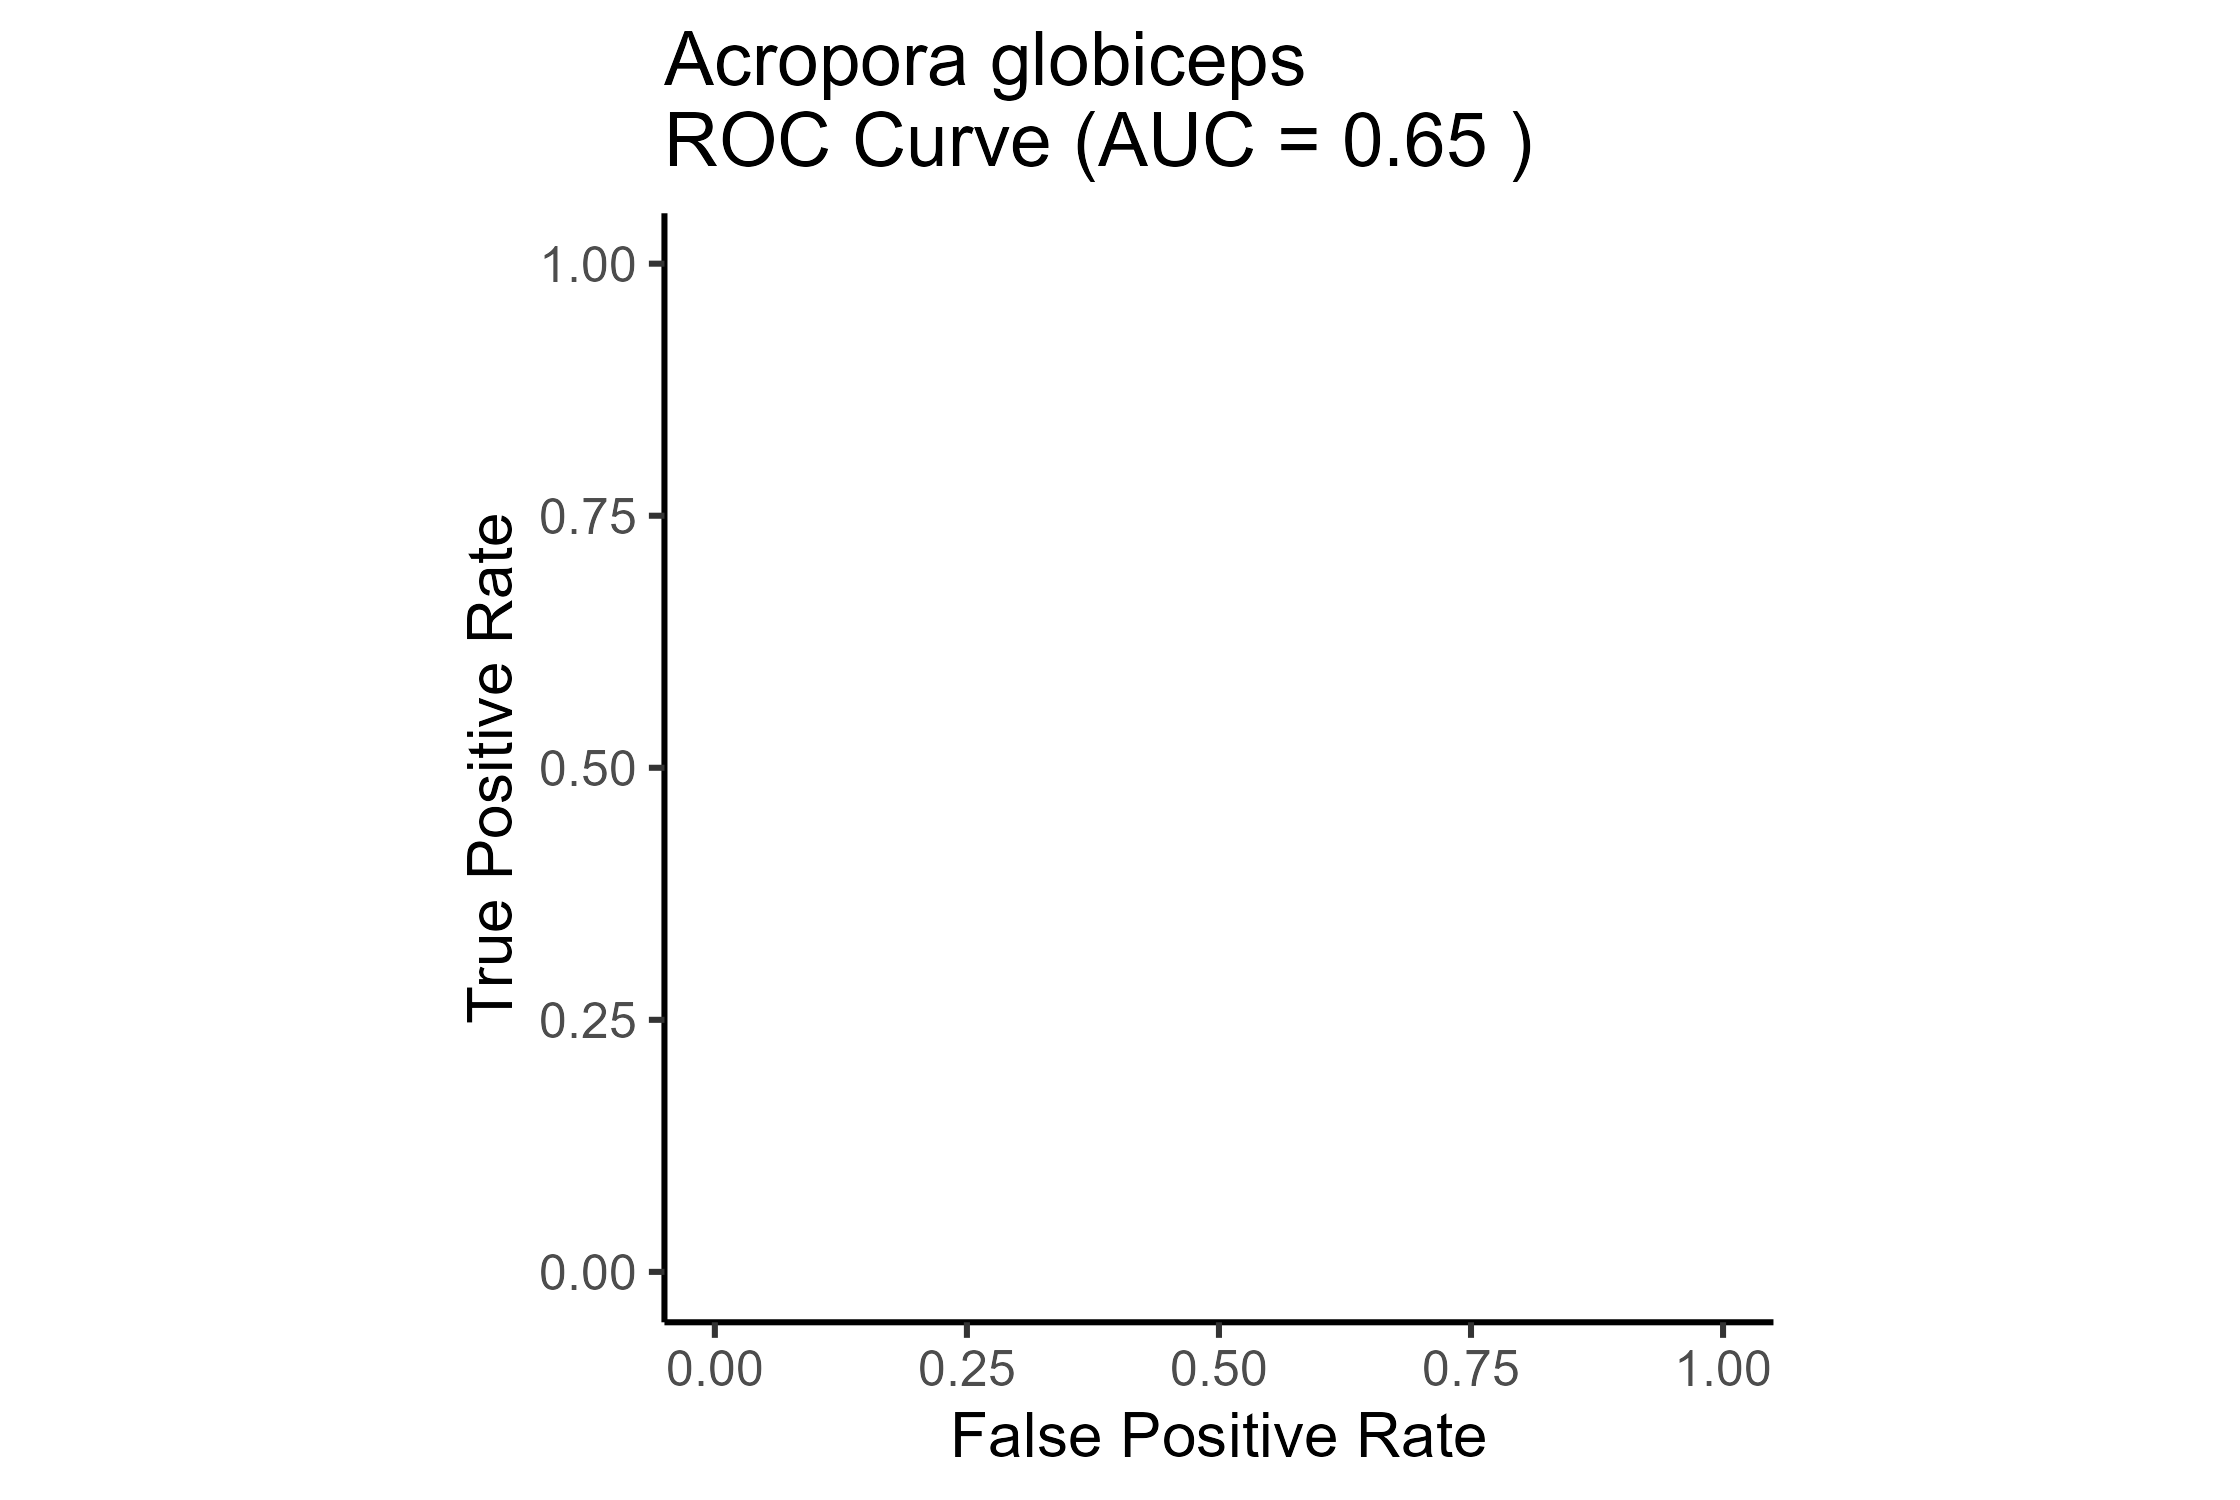 Acropora globiceps
ROC Curve (AUC = 0.65 )
True Positive Rate
1.00
0.75
0.50
0.25
0.00
0.00 0.25 0.50 0.75 1.00
False Positive Rate